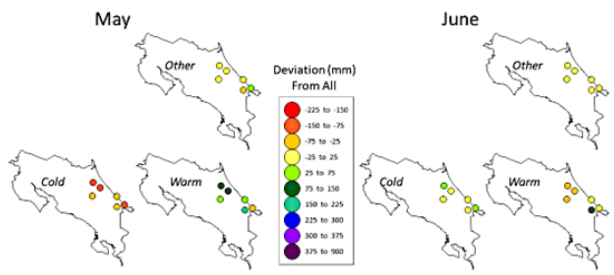 May
June
Other
Other
Deviation (mm)
From All
-225 to -150
-150 to -75
-75 to -25
-25 to 25
25 to 75
75 to 150
150 to 225
225 to 300
300 to 375
375 to 900
Cold
Warm
Cold
Warm